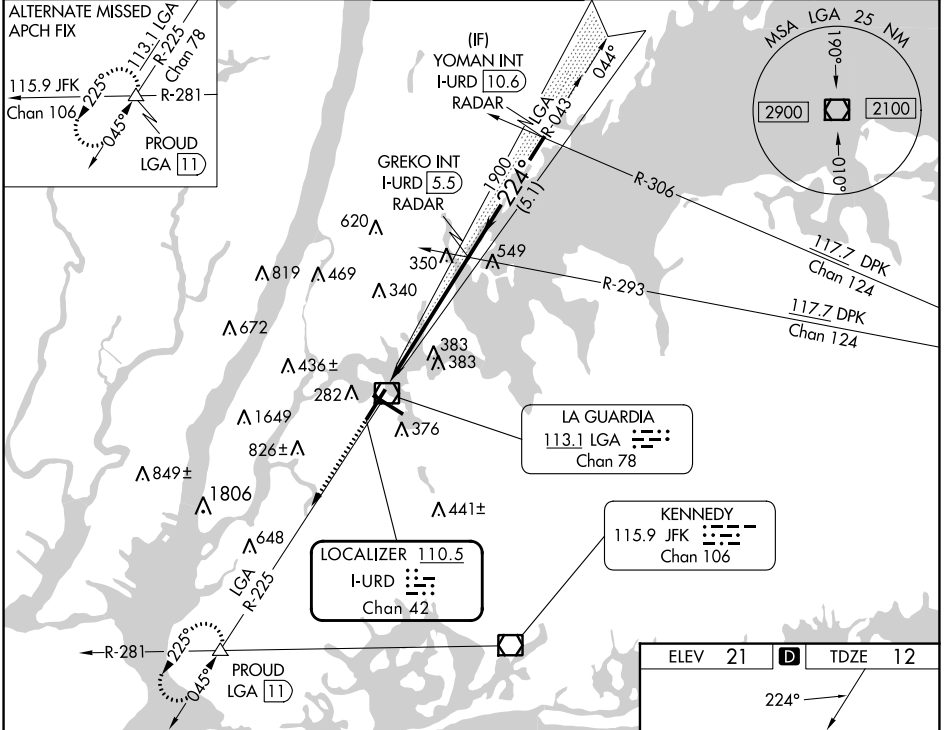 ALTERNATE MISSED
APCH FIX
113.1 LGA
R-225
Chan 78
115.9 JFK
Chan 106
R-281
225°
045°
PROUD
LGA 11
(IF)
YOMAN INT
I-URD 10.6
RADAR
LGA
R-043
044°
MSA LGA 25 NM
190°
2900
2100
010°
GREKO INT
I-URD 5.5
RADAR
1900
224°
(5.1)
R-306
117.7 DPK
Chan 124
R-293
117.7 DPK
Chan 124
620
350
549
819
469
340
672
383
383
436±
282
1649
376
826±
849±
1806
441±
648
LA GUARDIA
113.1 LGA
Chan 78
KENNEDY
115.9 JFK
Chan 106
LOCALIZER 110.5
I-URD
Chan 42
LGA
R-225
R-281
225°
045°
PROUD
LGA 11
ELEV 21 D TDZE 12
224°